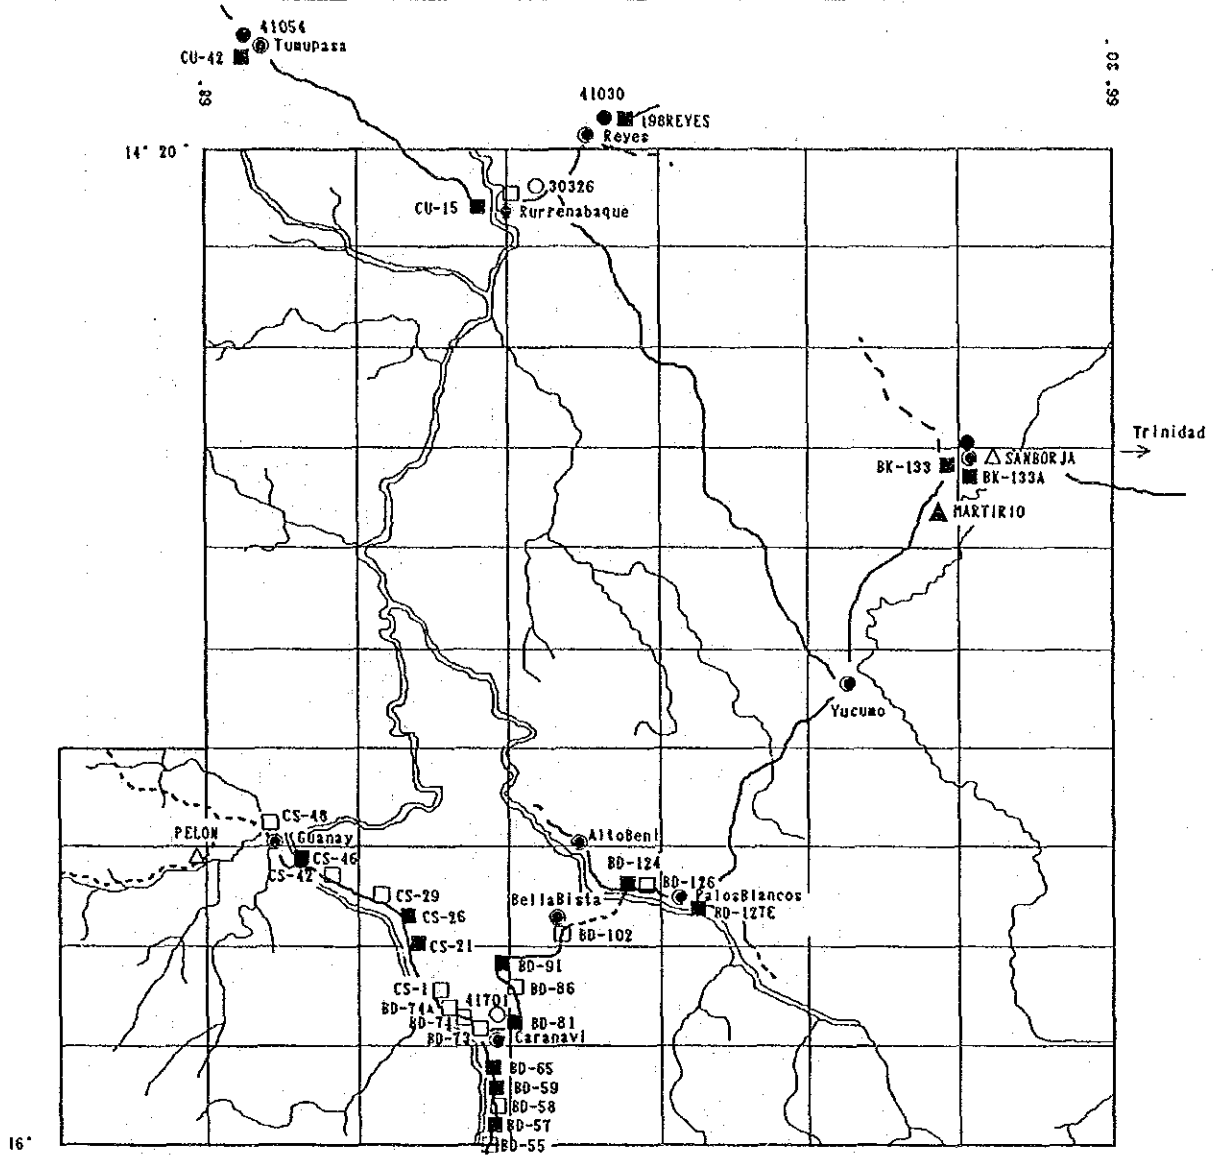 41054
Tumupasa
CU-42
68°
66° 30'
41030
198REYES
Reyes
14° 20'
30326
CU-15
Rurrenabaque
Trinidad
SANBORJA
BK-133
BK-133A
MARTIRIO
Yucumo
CS-48
PELON
Guanay
CS-46
CS-42
AltoBeni
BD-124
CS-29
BD-126
PalosBlancos
BellaBista
CS-26
BD-127E
BD-102
CS-21
BD-91
CS-1
BD-86
BD-74A
41701
BD-74
BD-81
BD-73
Caranavi
BD-65
BD-59
BD-58
BD-57
16°
BD-55